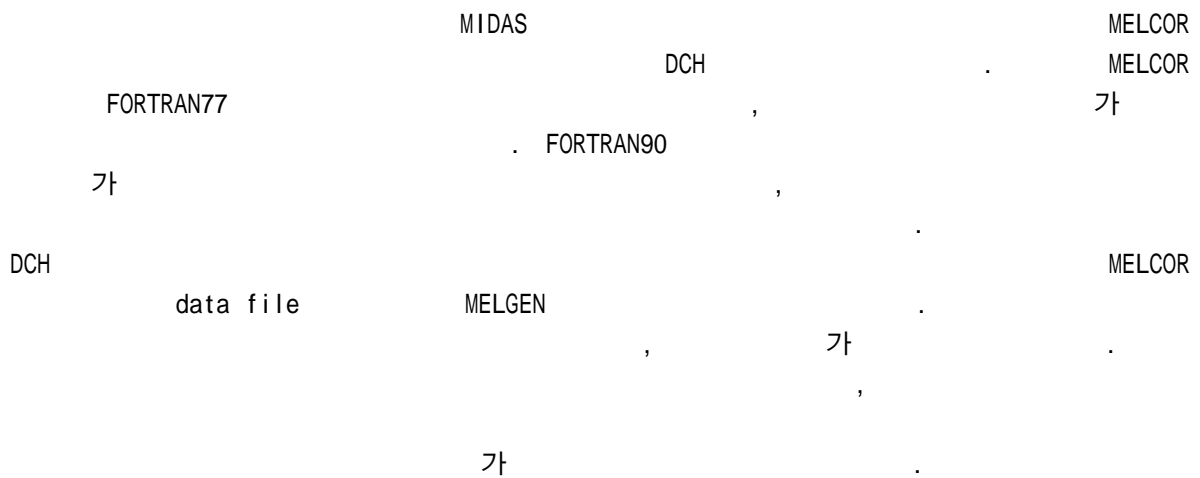 MIDAS MELCOR
DCH . MELCOR
FORTRAN77 , 가
. FORTRAN90
가 ,
.
DCH MELCOR
data file MELGEN .
, 가 .
,
가 .